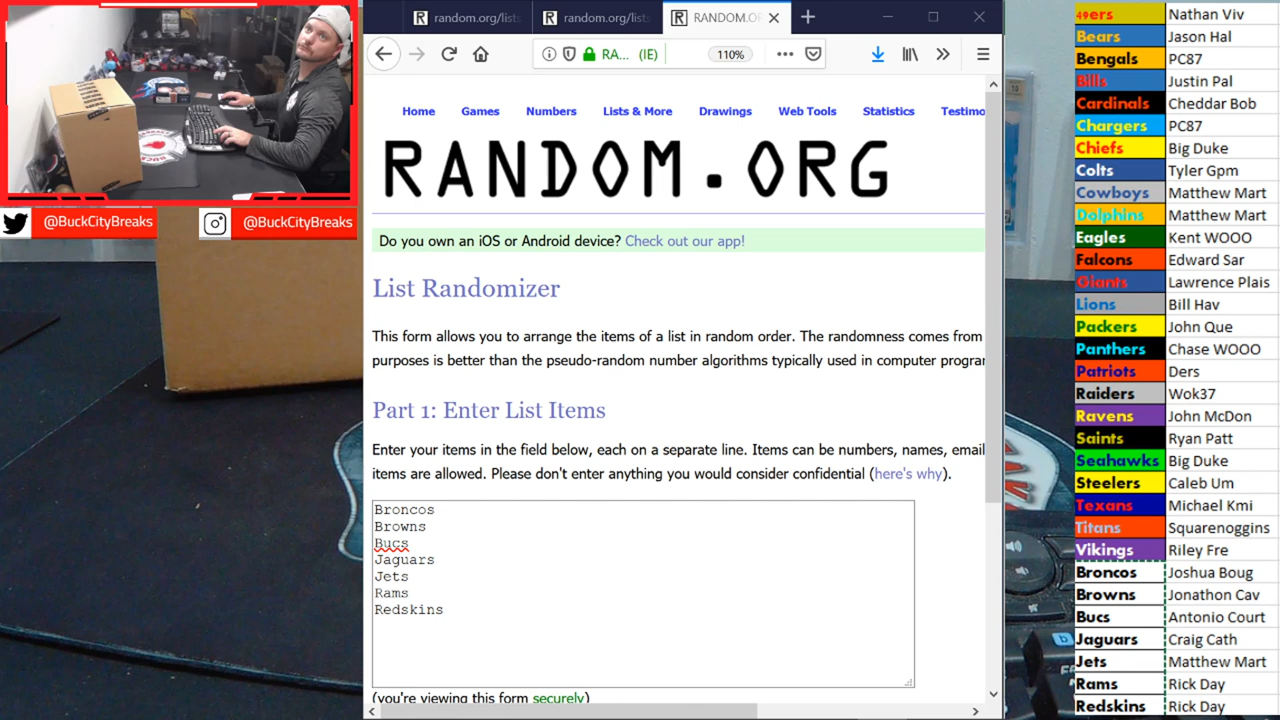 random.org/lists
random.org/lists
RANDOM.O
RA... (IE)
110%
Home Games Numbers Lists & More Drawings Web Tools Statistics Testimo
RANDOM.ORG
Do you own an iOS or Android device? Check out our app!
List Randomizer
This form allows you to arrange the items of a list in random order. The randomness comes from
purposes is better than the pseudo-random number algorithms typically used in computer progra
Part 1: Enter List Items
Enter your items in the field below, each on a separate line. Items can be numbers, names, email
items are allowed. Please don't enter anything you would consider confidential (here's why).
Broncos
Browns
Bucs
Jaguars
Jets
Rams
Redskins
(you're viewing this form securely)
@BuckCityBreaks
@BuckCityBreaks
49ers Nathan Viv
Bears Jason Hal
Bengals PC87
Bills Justin Pal
Cardinals Cheddar Bob
Chargers PC87
Chiefs Big Duke
Colts Tyler Gpm
Cowboys Matthew Mart
Dolphins Matthew Mart
Eagles Kent WOOO
Falcons Edward Sar
Giants Lawrence Plais
Lions Bill Hav
Packers John Que
Panthers Chase WOOO
Patriots Ders
Raiders Wok37
Ravens John McDon
Saints Ryan Patt
Seahawks Big Duke
Steelers Caleb Um
Texans Michael Kmi
Titans Squarenoggins
Vikings Riley Fre
Broncos Joshua Boug
Browns Jonathon Cav
Bucs Antonio Court
Jaguars Craig Cath
Jets Matthew Mart
Rams Rick Day
Redskins Rick Day